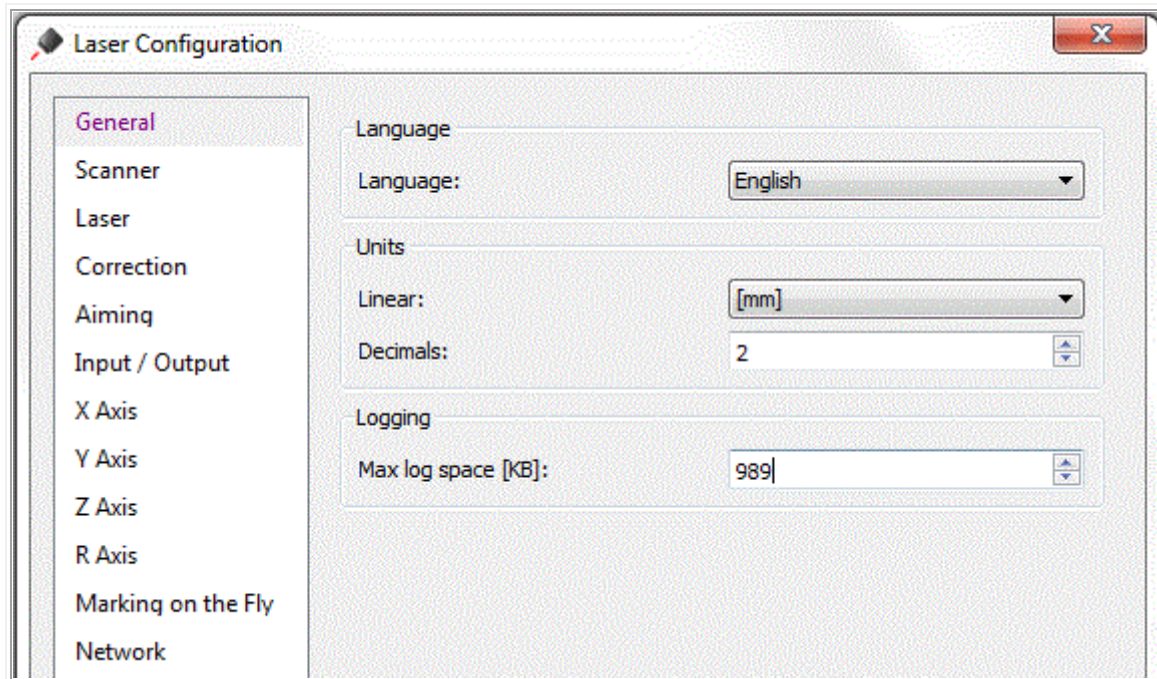 Laser Configuration
General
Scanner
Laser
Correction
Aiming
Input / Output
X Axis
Y Axis
Z Axis
R Axis
Marking on the Fly
Network
Language
Language: English
Units
Linear: [mm]
Decimals: 2
Logging
Max log space [KB]: 989